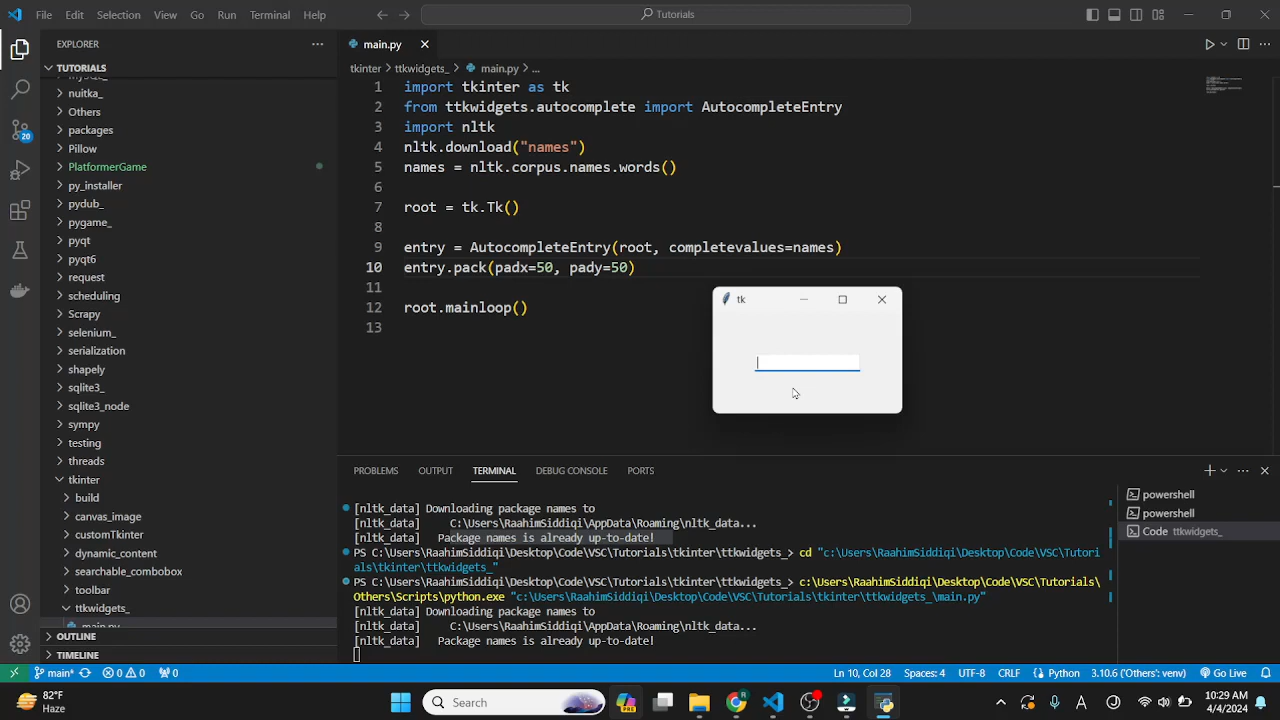 File Edit Selection View Go Run Terminal Help
Tutorials
EXPLORER
TUTORIALS
nuitka_
Others
packages
Pillow
PlatformerGame
py_installer
pydub_
pygame_
pyqt
pyqt6
request
scheduling
Scrapy
selenium_
serialization
shapely
sqlite3_
sqlite3_node
sympy
testing
threads
tkinter
build
canvas_image
customTkinter
dynamic_content
searchable_combobox
toolbar
ttkwidgets_
main.py
OUTLINE
TIMELINE
main.py
tkinter > ttkwidgets_ > main.py > ...
1 import tkinter as tk
2 from ttkwidgets.autocomplete import AutocompleteEntry
3 import nltk
4 nltk.download("names")
5 names = nltk.corpus.names.words()
6
7 root = tk.Tk()
8
9 entry = AutocompleteEntry(root, completevalues=names)
10 entry.pack(padx=50, pady=50)
11
12 root.mainloop()
13
tk
PROBLEMS OUTPUT TERMINAL DEBUG CONSOLE PORTS
[nltk_data] Downloading package names to
[nltk_data] C:\Users\RaahimSiddiqi\AppData\Roaming\nltk_data...
[nltk_data] Package names is already up-to-date!
PS C:\Users\RaahimSiddiqi\Desktop\Code\VSC\Tutorials\tkinter\ttkwidgets_> cd "c:\Users\RaahimSiddiqi\Desktop\Code\VSC\Tutori
als\tkinter\ttkwidgets_"
PS C:\Users\RaahimSiddiqi\Desktop\Code\VSC\Tutorials\tkinter\ttkwidgets_> c:\Users\RaahimSiddiqi\Desktop\Code\VSC\Tutorials\
Others\Scripts\python.exe "c:\Users\RaahimSiddiqi\Desktop\Code\VSC\Tutorials\tkinter\ttkwidgets_\main.py"
[nltk_data] Downloading package names to
[nltk_data] C:\Users\RaahimSiddiqi\AppData\Roaming\nltk_data...
[nltk_data] Package names is already up-to-date!
powershell
powershell
Code ttkwidgets_
20
main* 0 0 0 Ln 10, Col 28 Spaces: 4 UTF-8 CRLF Python 3.10.6 ('Others': venv) Go Live
82°F
Haze
Search
10:29 AM
4/4/2024